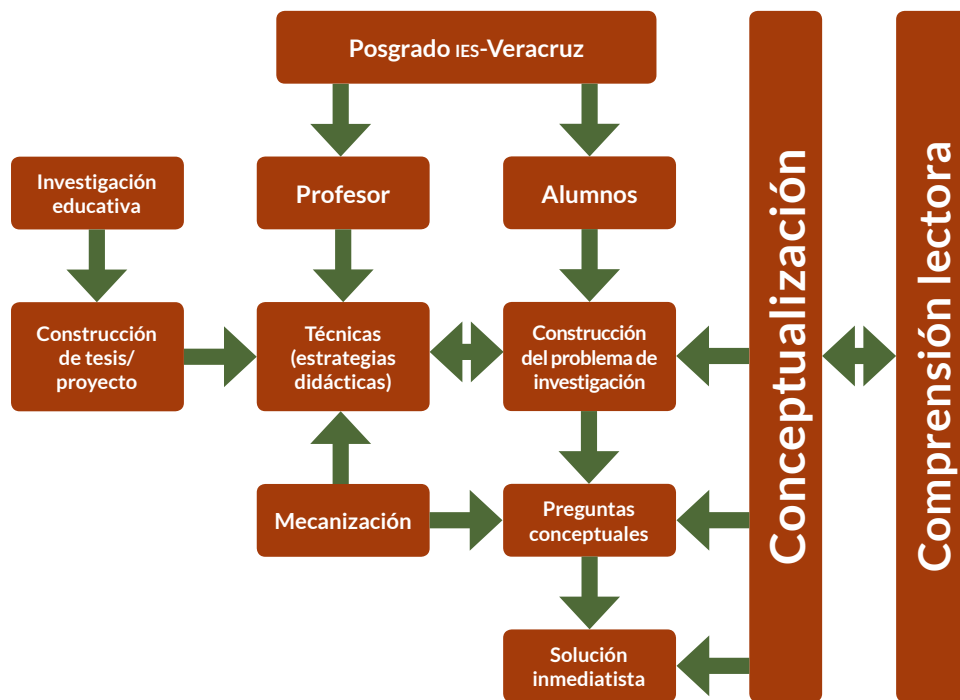 Posgrado IES-Veracruz
Investigación
educativa
Profesor
Alumnos
Construcción
de tesis/
proyecto
Técnicas
(estrategias
didácticas)
Construcción
del problema de
investigación
Mecanización
Preguntas
conceptuales
Solución
inmediatista
Conceptualización
Comprensión lectora